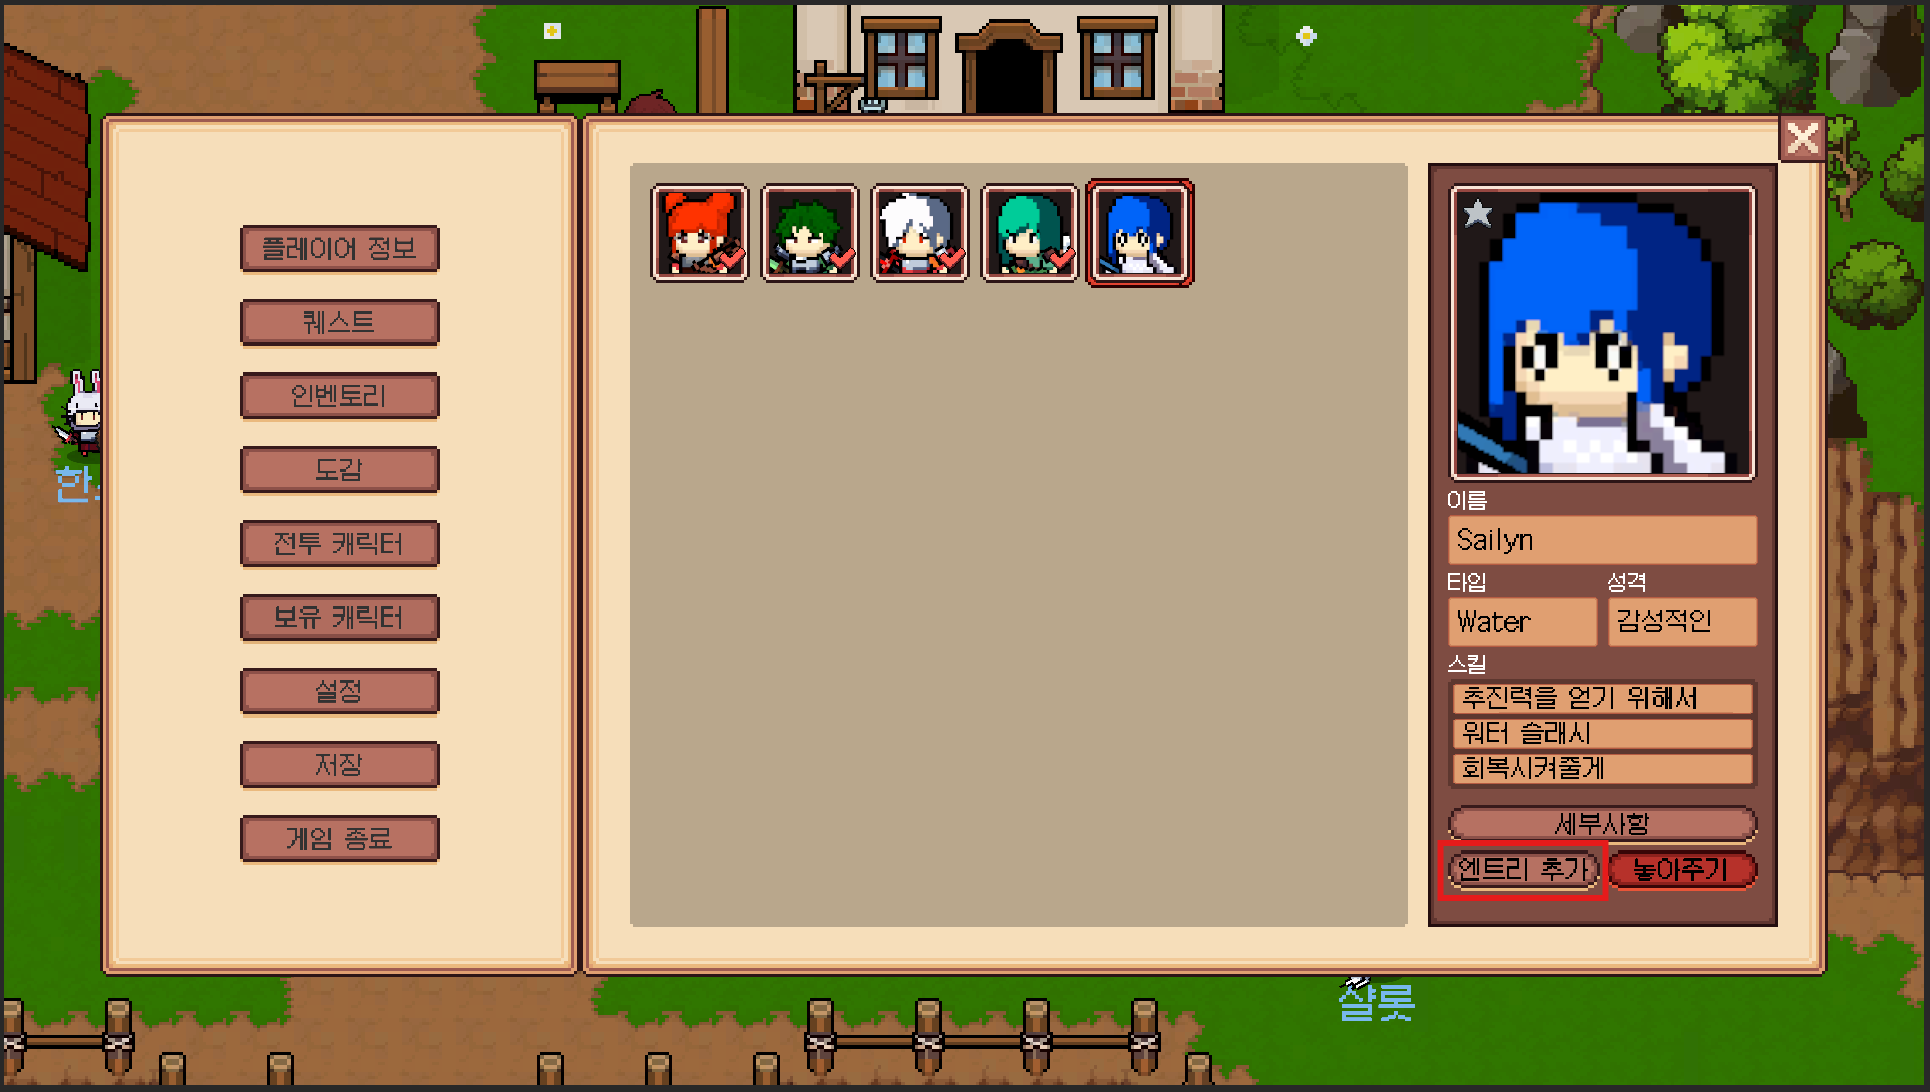 플레이어 정보
퀘스트
인벤토리
도감
전투 캐릭터
보유 캐릭터
설정
저장
게임 종료
이름
Sailyn
타입 성격
Water 감성적인
스킬
추진력을 얻기 위해서
워터 슬래시
회복시켜줄게
세부사항
엔트리 추가 놓아주기
한
샬롯